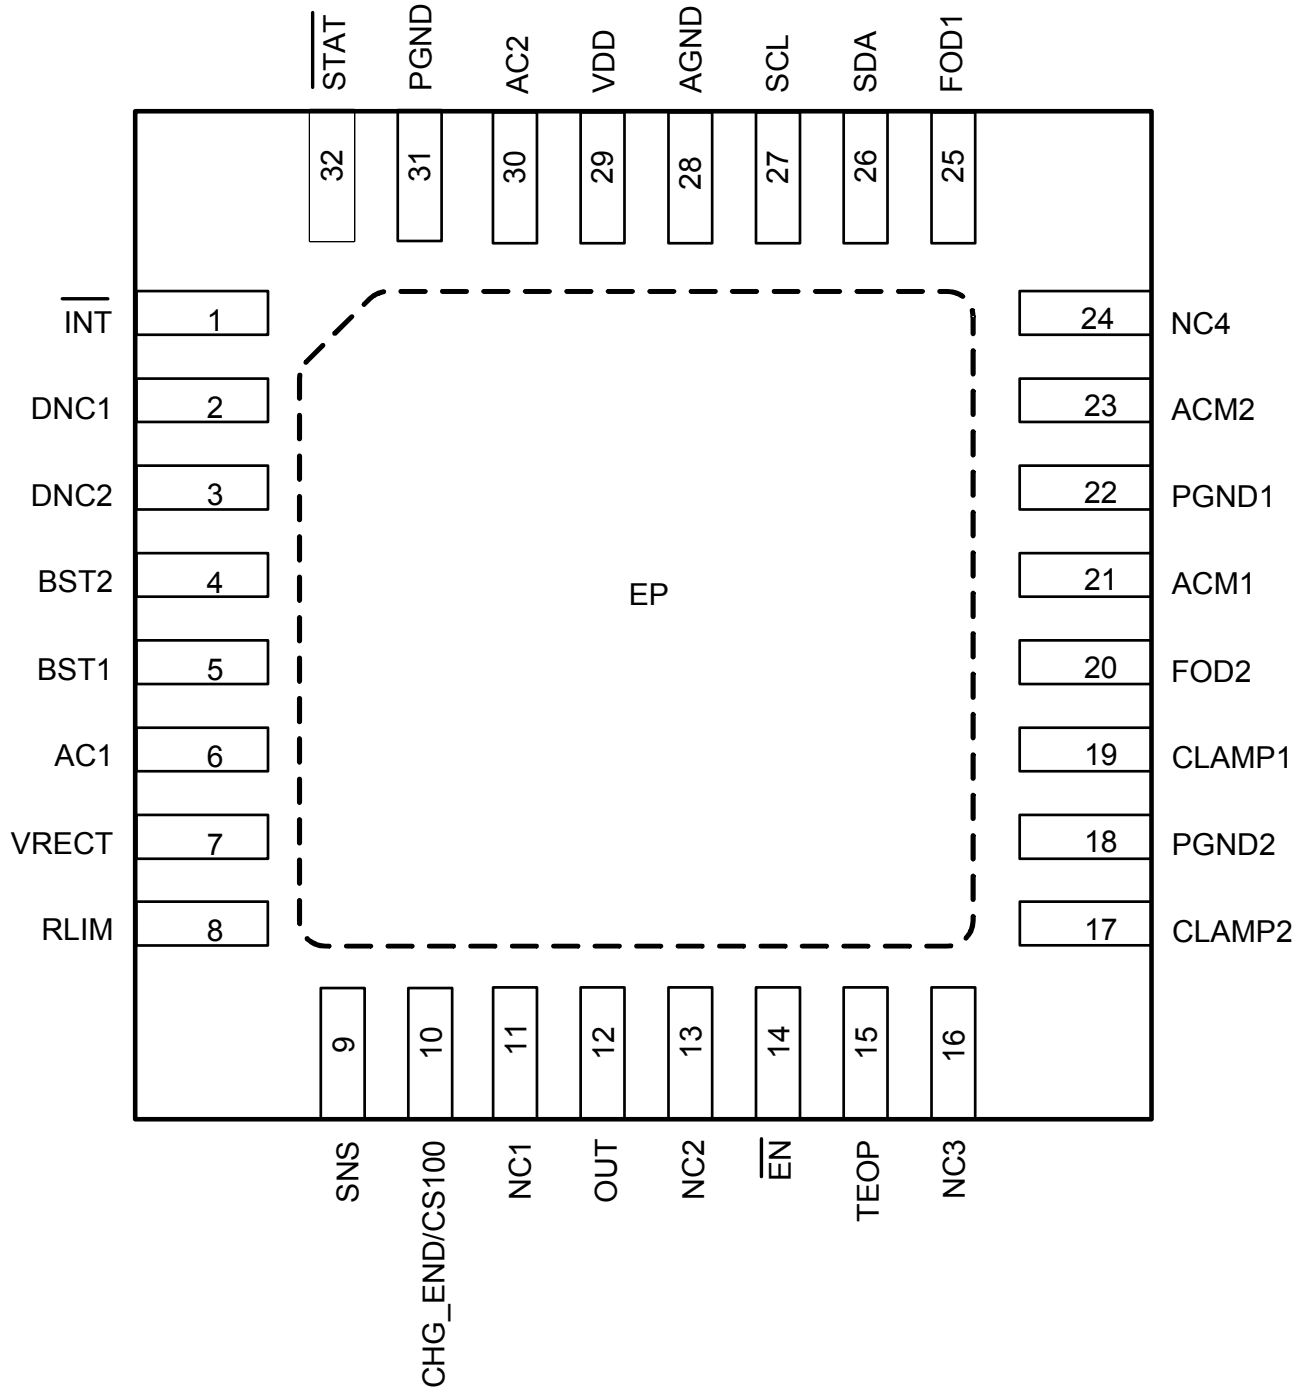 STAT
PGND
AC2
VDD
AGND
SCL
SDA
FOD1
32
31
30
29
28
27
26
25
INT
1
DNC1
2
DNC2
3
BST2
4
BST1
5
AC1
6
VRECT
7
RLIM
8
EP
24
NC4
23
ACM2
22
PGND1
21
ACM1
20
FOD2
19
CLAMP1
18
PGND2
17
CLAMP2
9
10
11
12
13
14
15
16
SNS
CHG_END/CS100
NC1
OUT
NC2
EN
TEOP
NC3